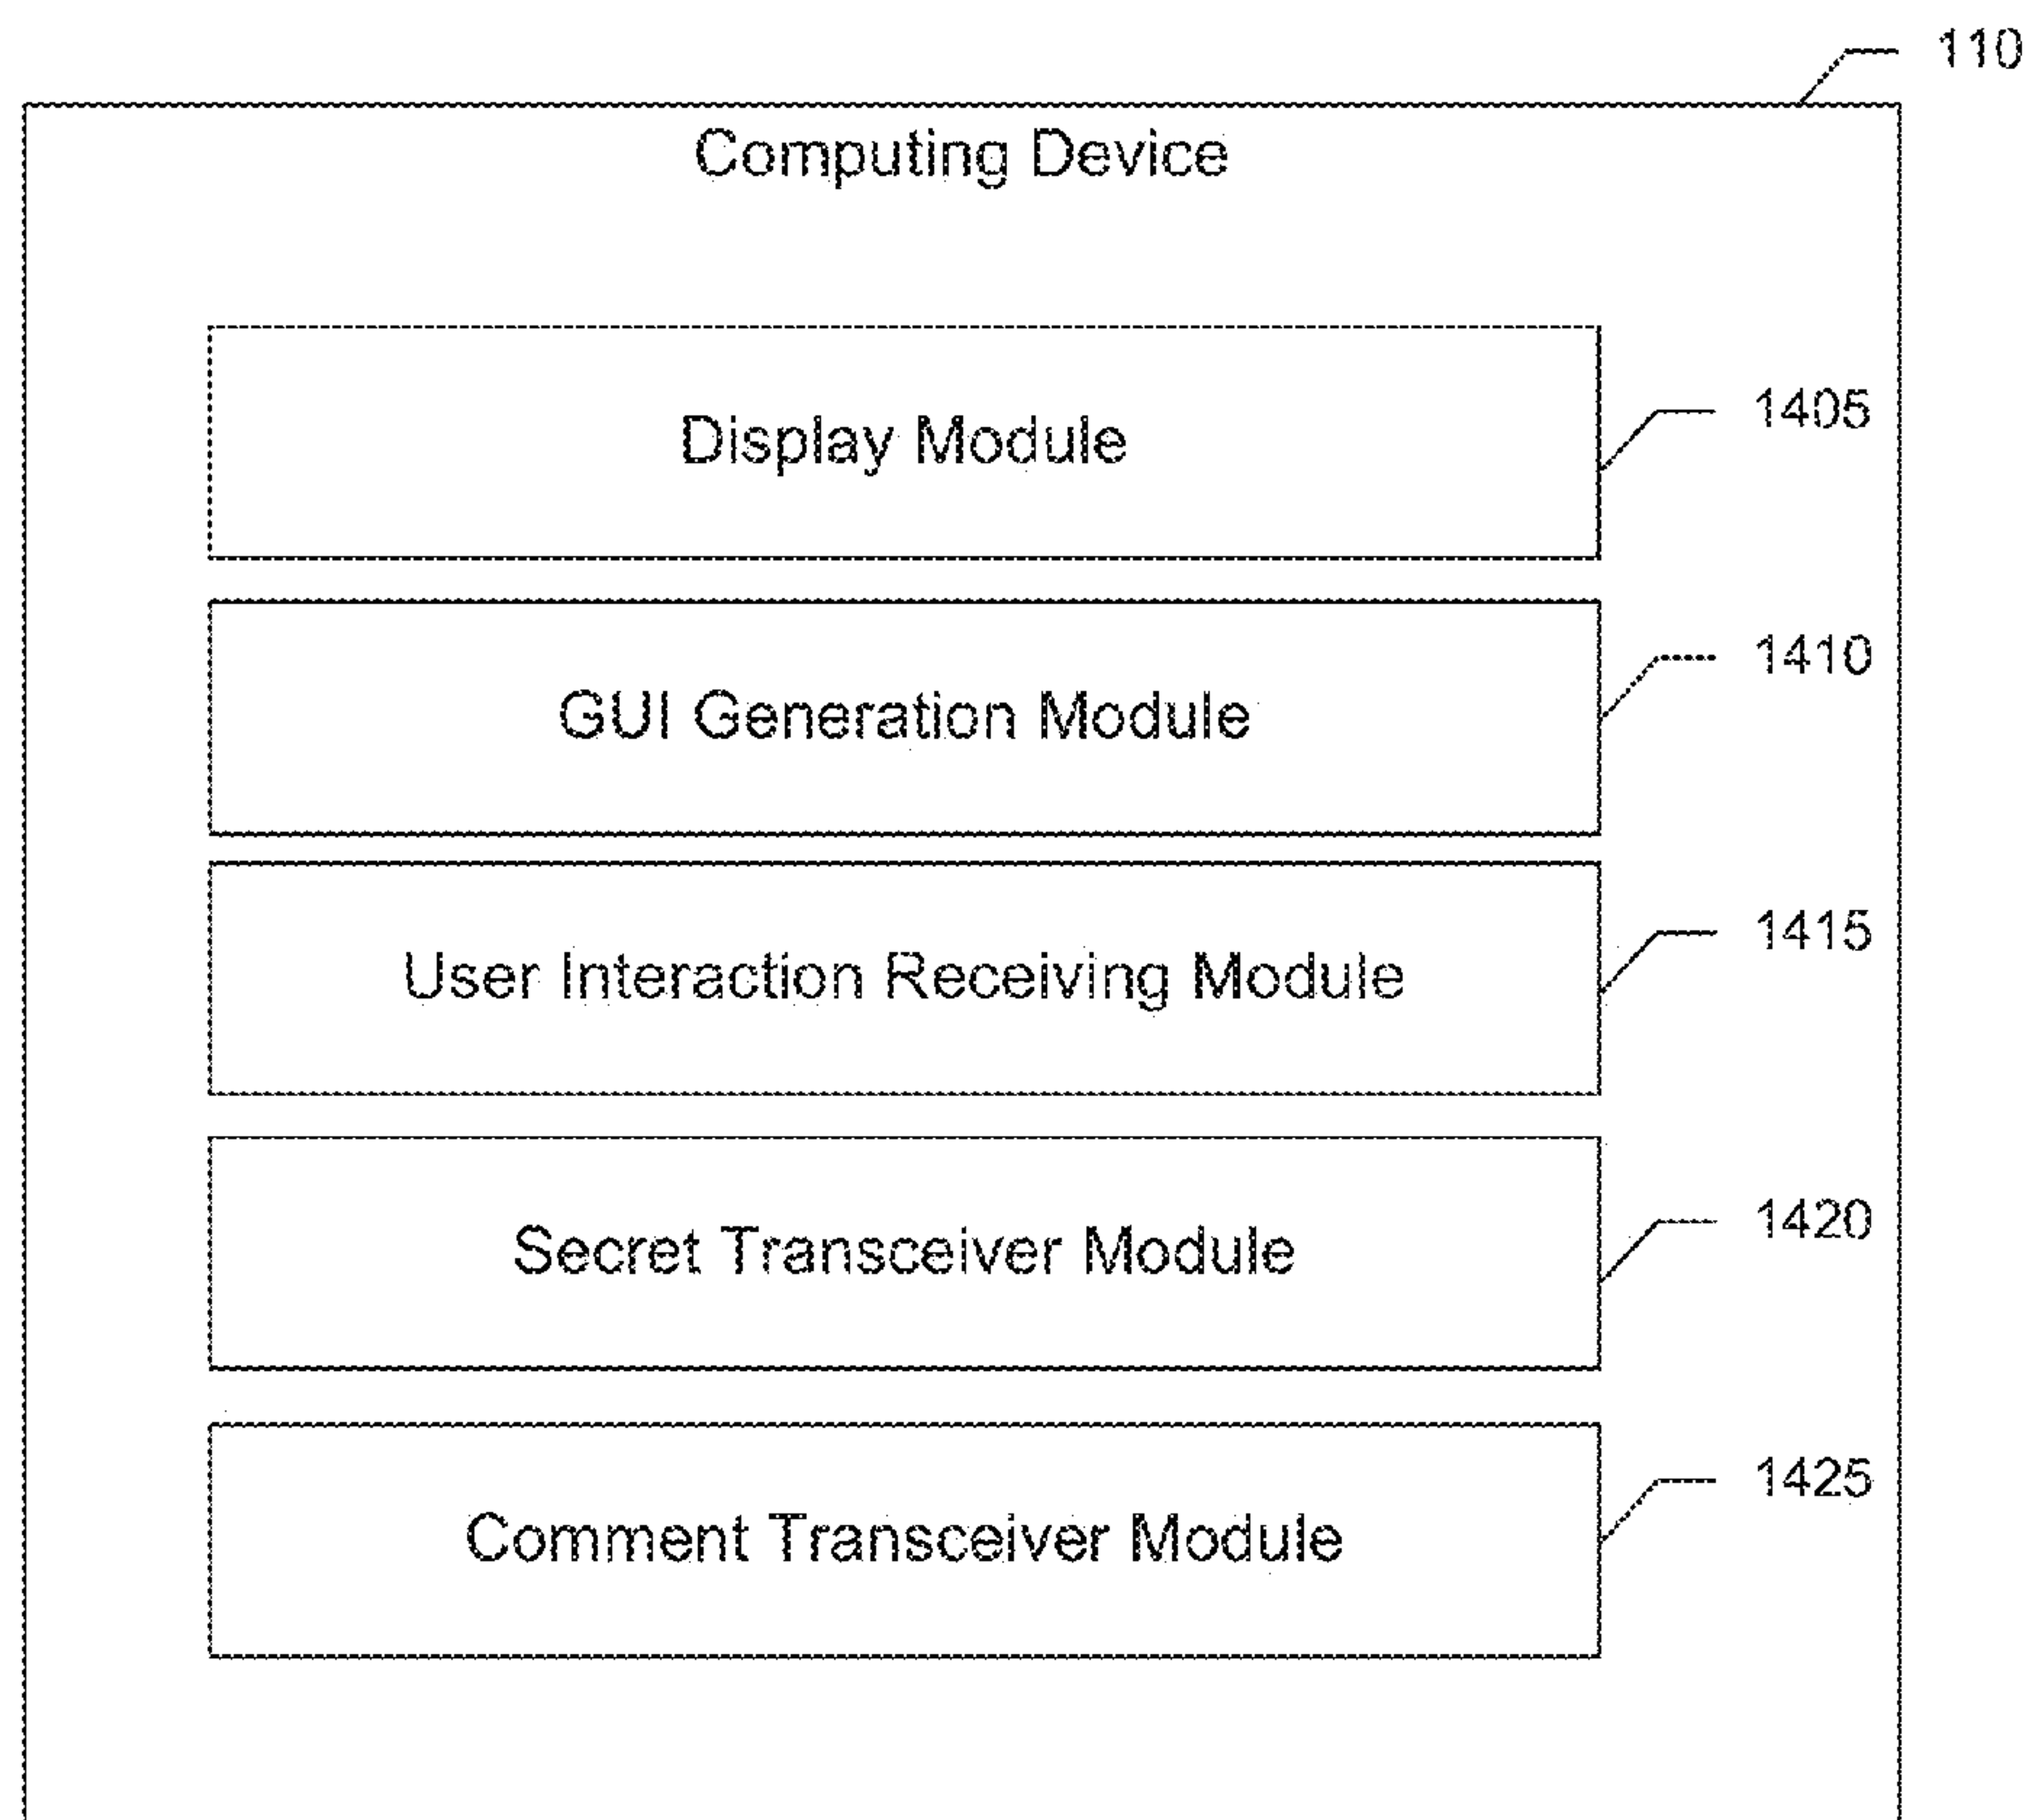 110
Computing Device
Display Module
1405
GUI Generation Module
1410
User Interaction Receiving Module
1415
Secret Transceiver Module
1420
Comment Transceiver Module
1425